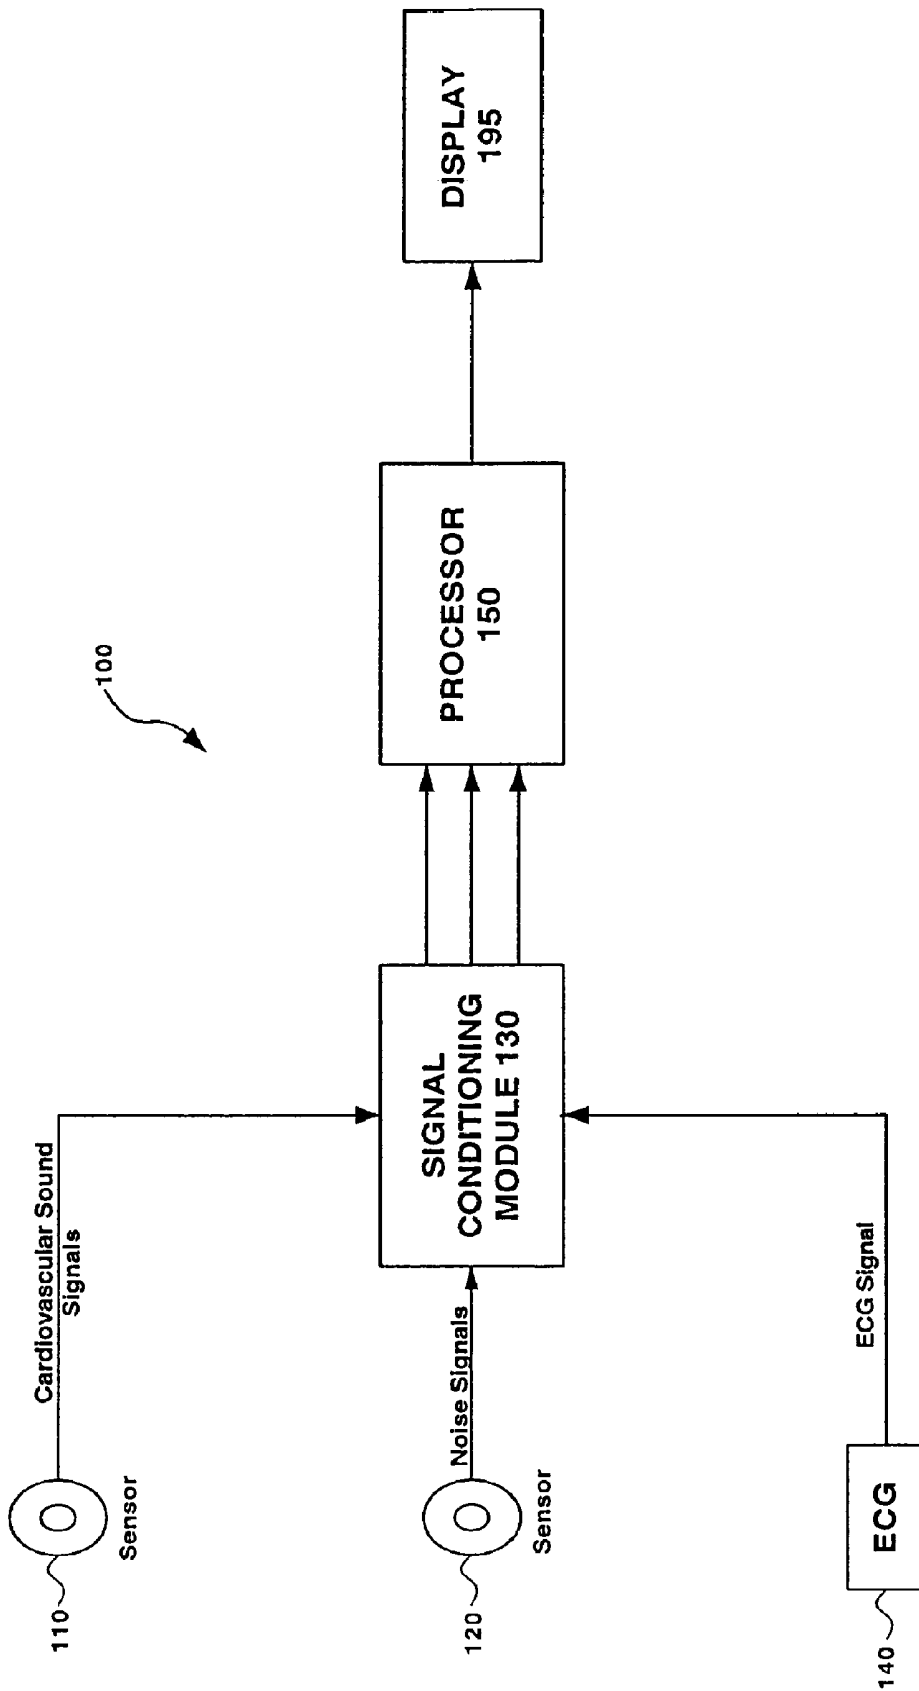 100
110
Sensor
Cardiovascular Sound
Signals
120
Sensor
Noise Signals
140
ECG
ECG Signal
SIGNAL
CONDITIONING
MODULE 130
PROCESSOR
150
DISPLAY
195